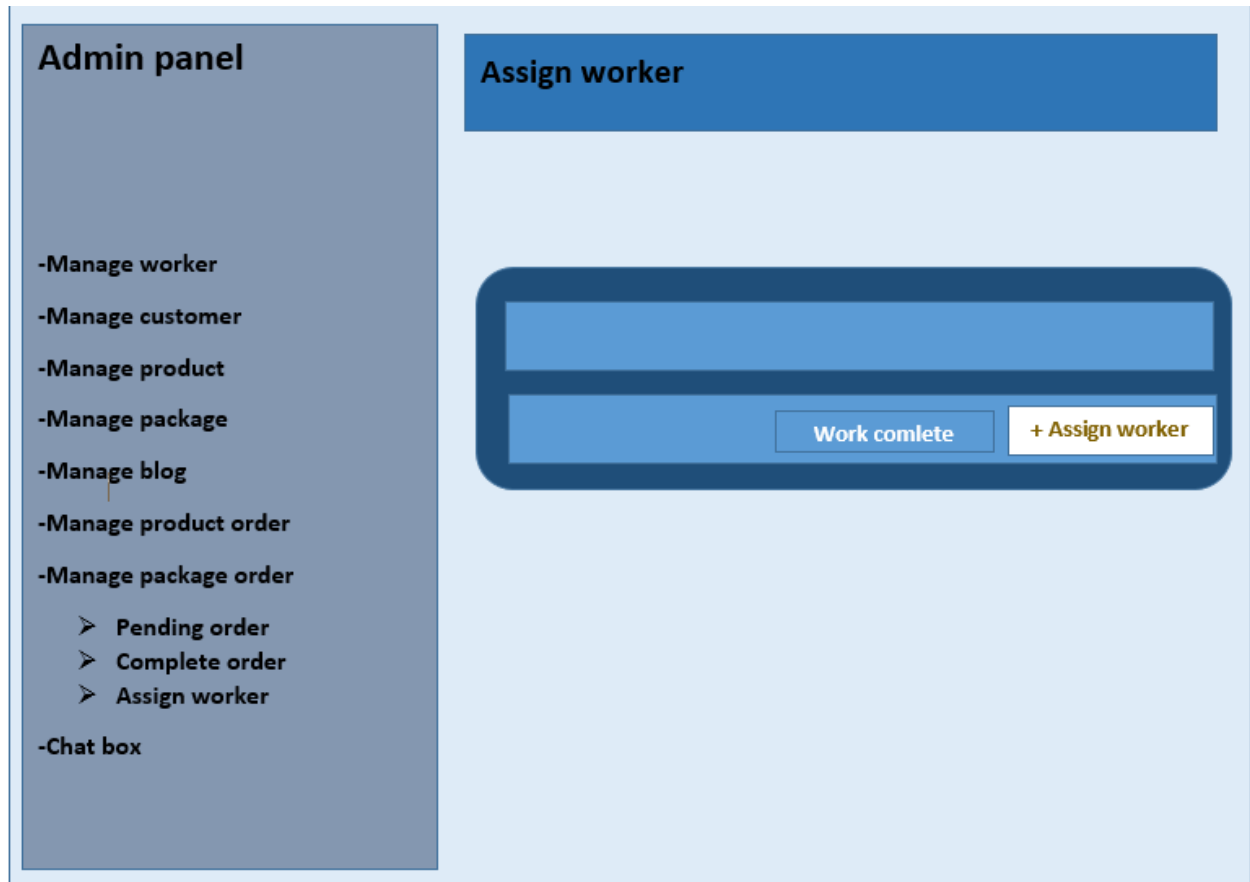 Admin panel
-Manage worker
-Manage customer
-Manage product
-Manage package
-Manage blog
-Manage product order
-Manage package order
➢ Pending order
➢ Complete order
➢ Assign worker
-Chat box
Assign worker
Work comlete
+ Assign worker